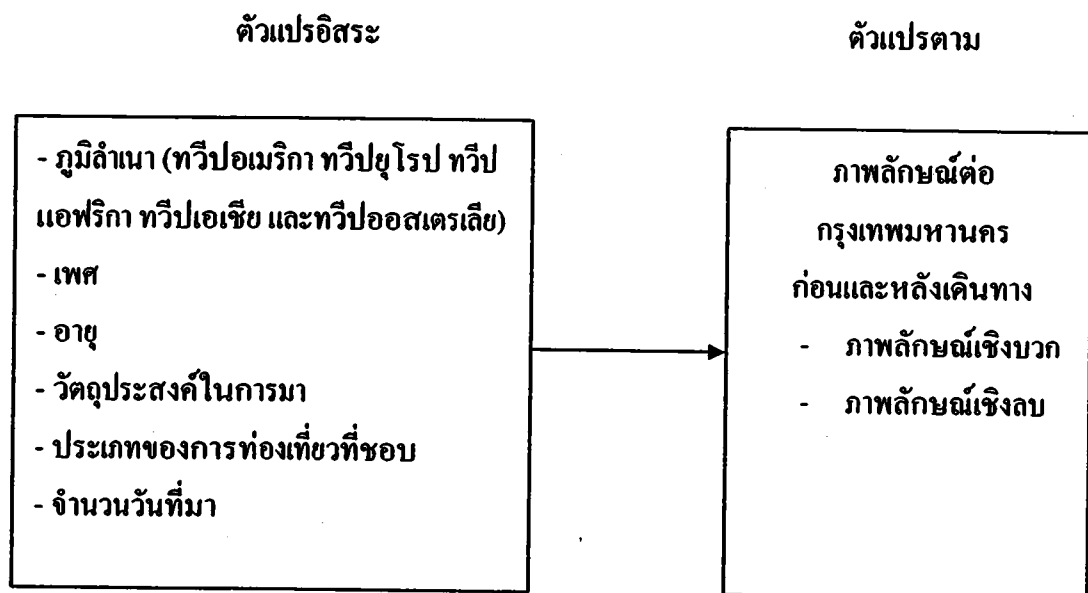 ตัวแปรอิสระ
ตัวแปรตาม
- ภูมิลำเนา (ทวีปอเมริกา ทวีปยุโรป ทวีป
แอฟริกา ทวีปเอเชีย และทวีปออสเตรเลีย)
- เพศ
- อายุ
- วัตถุประสงค์ในการมา
- ประเภทของการท่องเที่ยวที่ชอบ
- จำนวนวันที่มา
ภาพลักษณ์ต่อ
กรุงเทพมหานคร
ก่อนและหลังเดินทาง
- ภาพลักษณ์เชิงบวก
- ภาพลักษณ์เชิงลบ